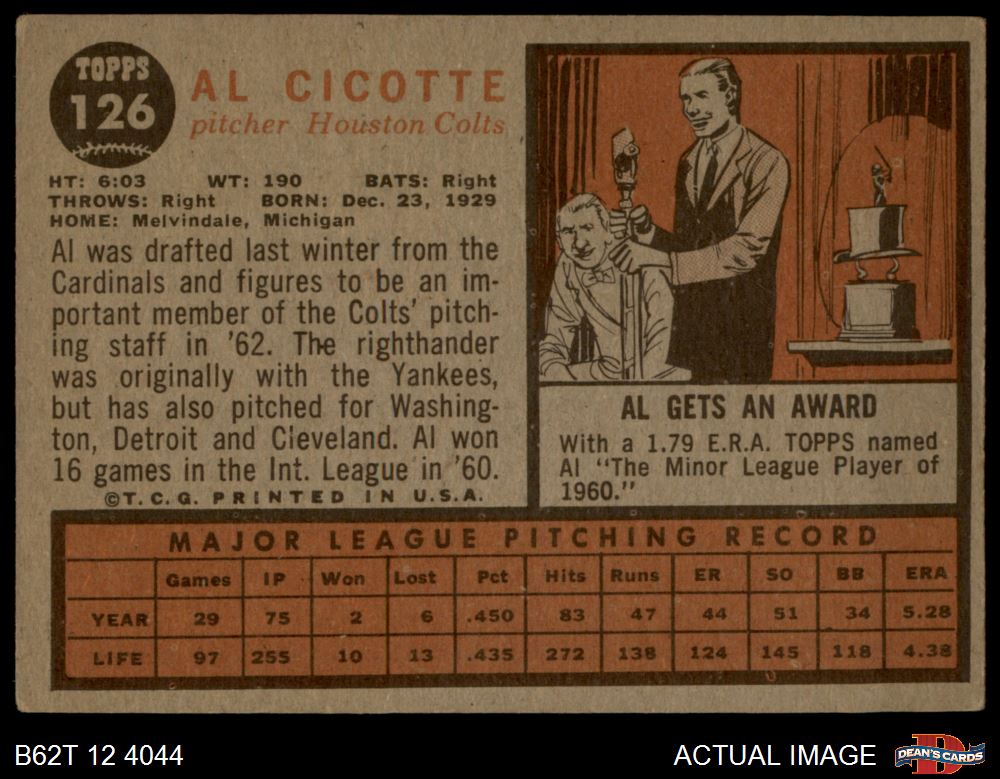 TOPPS
126
AL CICOTTE
pitcher Houston Colts
HT: 6:03 WT: 190 BATS: Right
THROWS: Right BORN: Dec. 23, 1929
HOME: Melvindale, Michigan
Al was drafted last winter from the
Cardinals and figures to be an im-
portant member of the Colts' pitch-
ing staff in '62. The righthander
was originally with the Yankees,
but has also pitched for Washing-
ton, Detroit and Cleveland. Al won
16 games in the Int. League in '60.
©T.C.G. PRINTED IN U.S.A.
AL GETS AN AWARD
With a 1.79 E.R.A. TOPPS named
Al "The Minor League Player of
1960."
MAJOR LEAGUE PITCHING RECORD
Games IP Won Lost Pct Hits Runs ER SO BB ERA
YEAR 29 75 2 6 .450 83 47 44 51 34 5.28
LIFE 97 255 10 13 .435 272 138 124 145 118 4.38
B62T 12 4044
ACTUAL IMAGE
DEAN'S CARDS